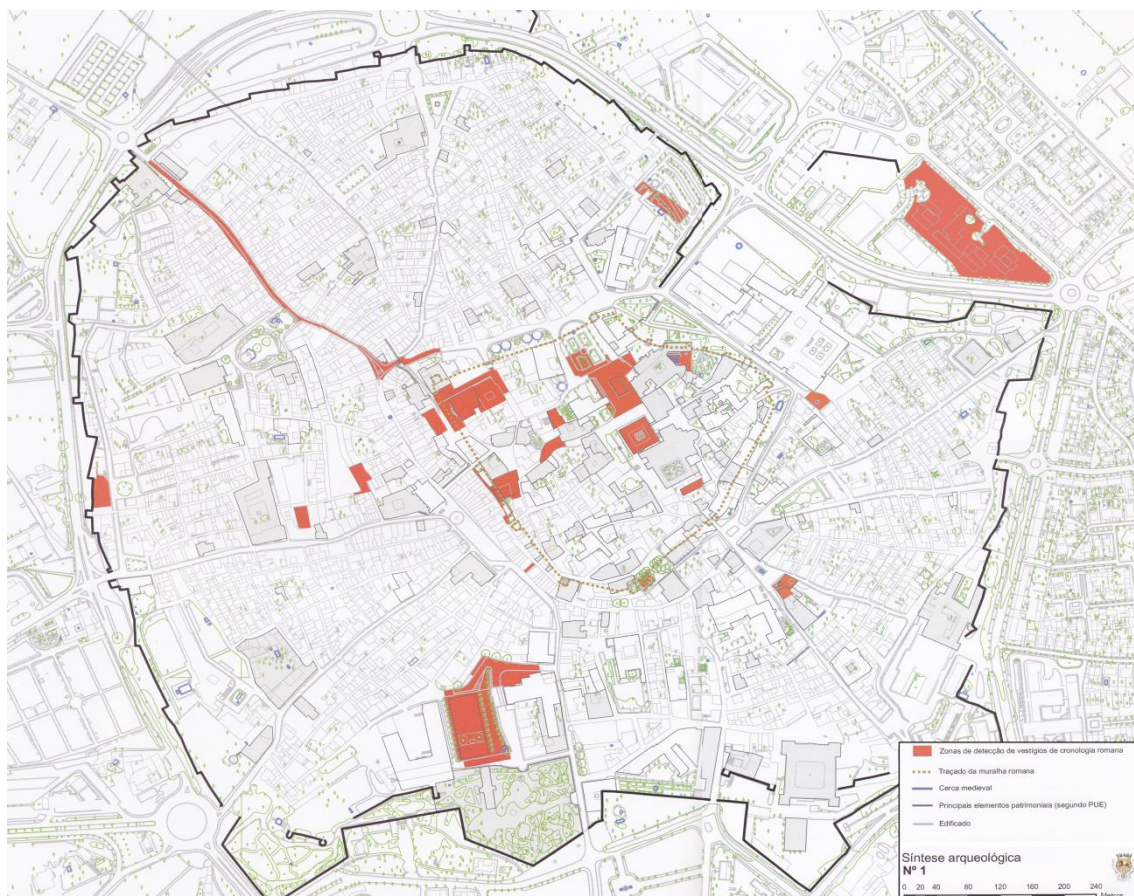 Zonas de detecção de vestígios de cronologia romana
Traçado da muralha romana
Cerca medieval
Principais elementos patrimoniais (segundo PUE)
Edificado
Síntese arqueológica
Nº 1
0 20 40 80 120 160 200 240
Metros